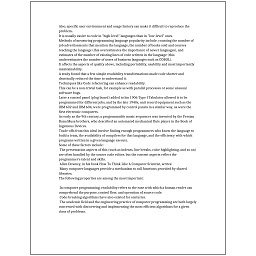 Also, specific user environment and usage history can make it difficult to reproduce the
problem.
It is usually easier to code in "high-level" languages than in "low-level" ones.
Methods of measuring programming language popularity include: counting the number of
job advertisements that mention the language, the number of books sold and courses
teaching the language (this overestimates the importance of newer languages), and
estimates of the number of existing lines of code written in the language (this
underestimates the number of users of business languages such as COBOL).
It affects the aspects of quality above, including portability, usability and most importantly
maintainability.
A study found that a few simple readability transformations made code shorter and
drastically reduced the time to understand it.
Techniques like Code refactoring can enhance readability.
This can be a non-trivial task, for example as with parallel processes or some unusual
software bugs.
Later a control panel (plug board) added to his 1906 Type I Tabulator allowed it to be
programmed for different jobs, and by the late 1940s, unit record equipment such as the
IBM 602 and IBM 604, were programmed by control panels in a similar way, as were the
first electronic computers.
As early as the 9th century, a programmable music sequencer was invented by the Persian
Banu Musa brothers, who described an automated mechanical flute player in the Book of
Ingenious Devices.
Trade-offs from this ideal involve finding enough programmers who know the language to
build a team, the availability of compilers for that language, and the efficiency with which
programs written in a given language execute.
Some of these factors include:
The presentation aspects of this (such as indents, line breaks, color highlighting, and so on)
are often handled by the source code editor, but the content aspects reflect the
programmer's talent and skills.
Allen Downey, in his book How To Think Like A Computer Scientist, writes:
Many computer languages provide a mechanism to call functions provided by shared
libraries.
The following properties are among the most important:
In computer programming, readability refers to the ease with which a human reader can
comprehend the purpose, control flow, and operation of source code.
Code-breaking algorithms have also existed for centuries.
The academic field and the engineering practice of computer programming are both largely
concerned with discovering and implementing the most efficient algorithms for a given
class of problems.